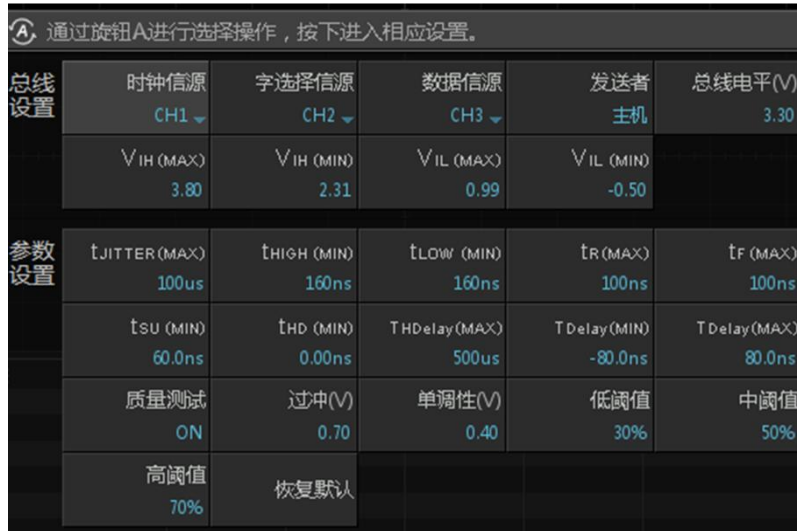 A 通过旋钮A进行选择操作，按下进入相应设置。
总线设置
时钟信源 字选择信源 数据信源 发送者 总线电平(V)
CH1 CH2 CH3 主机 3.30
VIH (MAX) VIH (MIN) VIL (MAX) VIL (MIN)
3.80 2.31 0.99 -0.50
参数设置
tJITTER(MAX) tHIGH (MIN) tLOW (MIN) tR(MAX) tF (MAX)
100us 160ns 160ns 100ns 100ns
tSU (MIN) tHD (MIN) THDelay(MAX) TDelay(MIN) TDelay(MAX)
60.0ns 0.00ns 500us -80.0ns 80.0ns
质量测试 过冲(V) 单调性(V) 低阈值 中阈值
ON 0.70 0.40 30% 50%
高阈值 恢复默认
70%